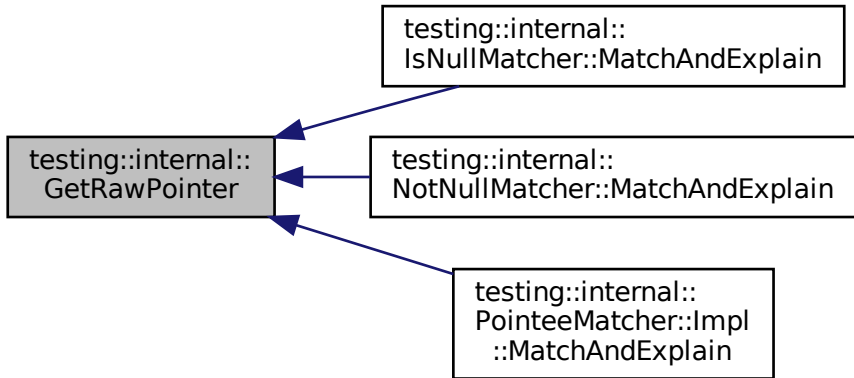 testing::internal::
IsNullMatcher::MatchAndExplain
testing::internal::
GetRawPointer
testing::internal::
NotNullMatcher::MatchAndExplain
testing::internal::
PointeeMatcher::Impl
::MatchAndExplain